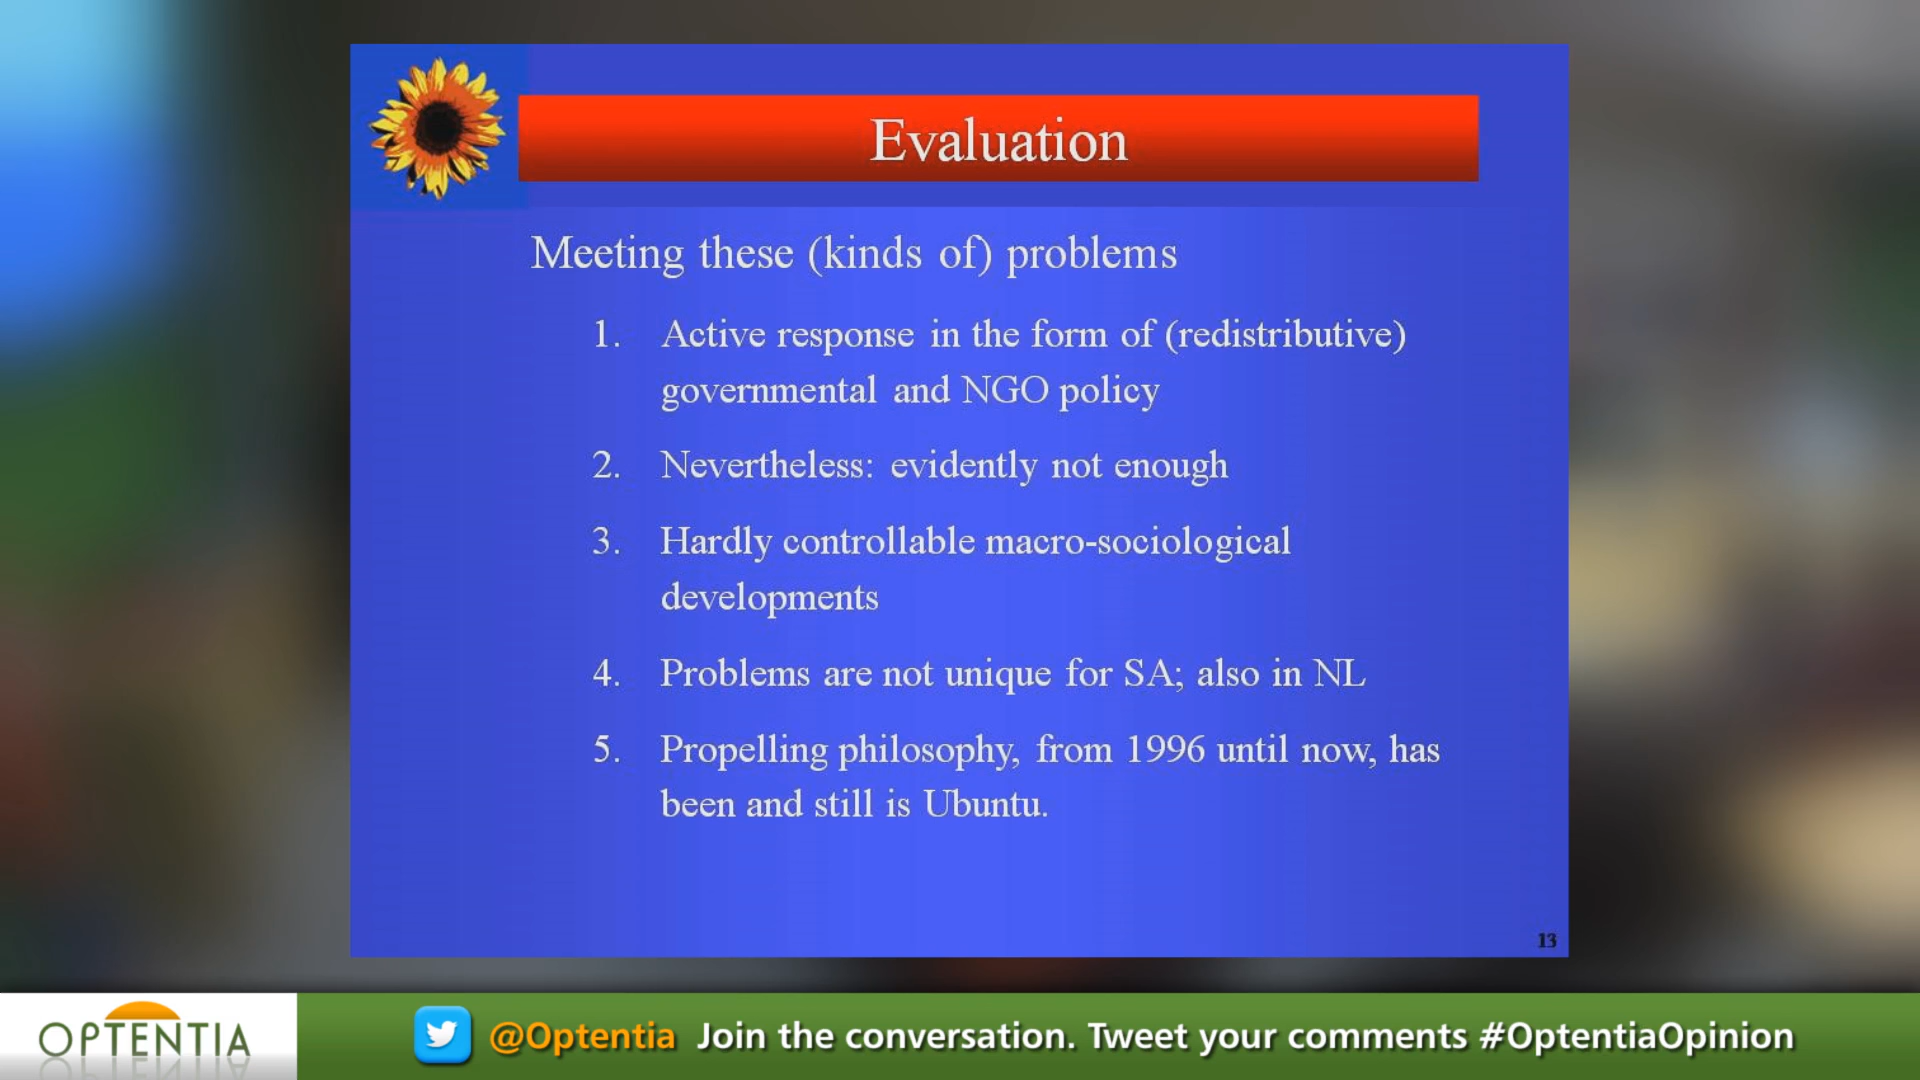 Evaluation
Meeting these (kinds of) problems
1. Active response in the form of (redistributive)
governmental and NGO policy
2. Nevertheless: evidently not enough
3. Hardly controllable macro-sociological
developments
4. Problems are not unique for SA; also in NL
5. Propelling philosophy, from 1996 until now, has
been and still is Ubuntu.
13
OPTENTIA
@Optentia Join the conversation. Tweet your comments #OptentiaOpinion